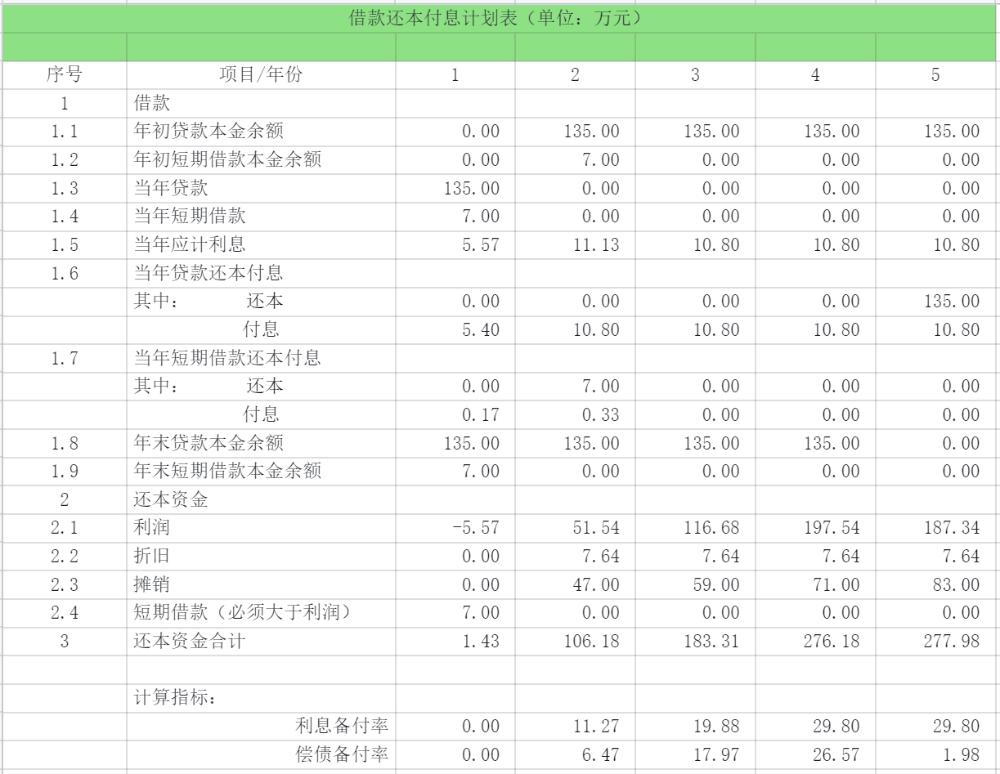 借款还本付息计划表（单位：万元）
序号 项目/年份 1 2 3 4 5
1 借款
1.1 年初贷款本金余额 0.00 135.00 135.00 135.00 135.00
1.2 年初短期借款本金余额 0.00 7.00 0.00 0.00 0.00
1.3 当年贷款 135.00 0.00 0.00 0.00 0.00
1.4 当年短期借款 7.00 0.00 0.00 0.00 0.00
1.5 当年应计利息 5.57 11.13 10.80 10.80 10.80
1.6 当年贷款还本付息
其中： 还本 0.00 0.00 0.00 0.00 135.00
付息 5.40 10.80 10.80 10.80 10.80
1.7 当年短期借款还本付息
其中： 还本 0.00 7.00 0.00 0.00 0.00
付息 0.17 0.33 0.00 0.00 0.00
1.8 年末贷款本金余额 135.00 135.00 135.00 135.00 0.00
1.9 年末短期借款本金余额 7.00 0.00 0.00 0.00 0.00
2 还本资金
2.1 利润 -5.57 51.54 116.68 197.54 187.34
2.2 折旧 0.00 7.64 7.64 7.64 7.64
2.3 摊销 0.00 47.00 59.00 71.00 83.00
2.4 短期借款（必须大于利润） 7.00 0.00 0.00 0.00 0.00
3 还本资金合计 1.43 106.18 183.31 276.18 277.98
计算指标：
利息备付率 0.00 11.27 19.88 29.80 29.80
偿债备付率 0.00 6.47 17.97 26.57 1.98